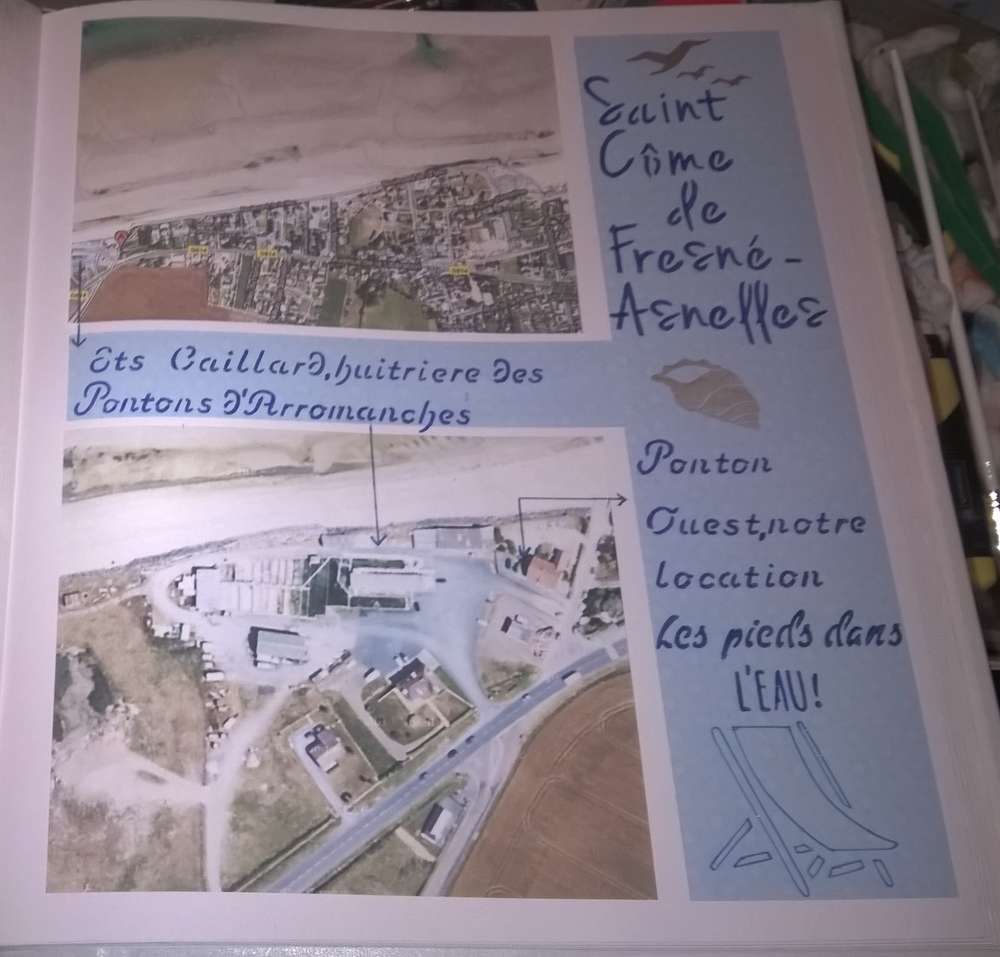 Saint
Côme
de
Fresné-
Asnelles
Ets Caillard,huitriere des
Pontons d'Arromanches
Ponton
Ouest,notre
location
Les pieds dans
L'EAU!